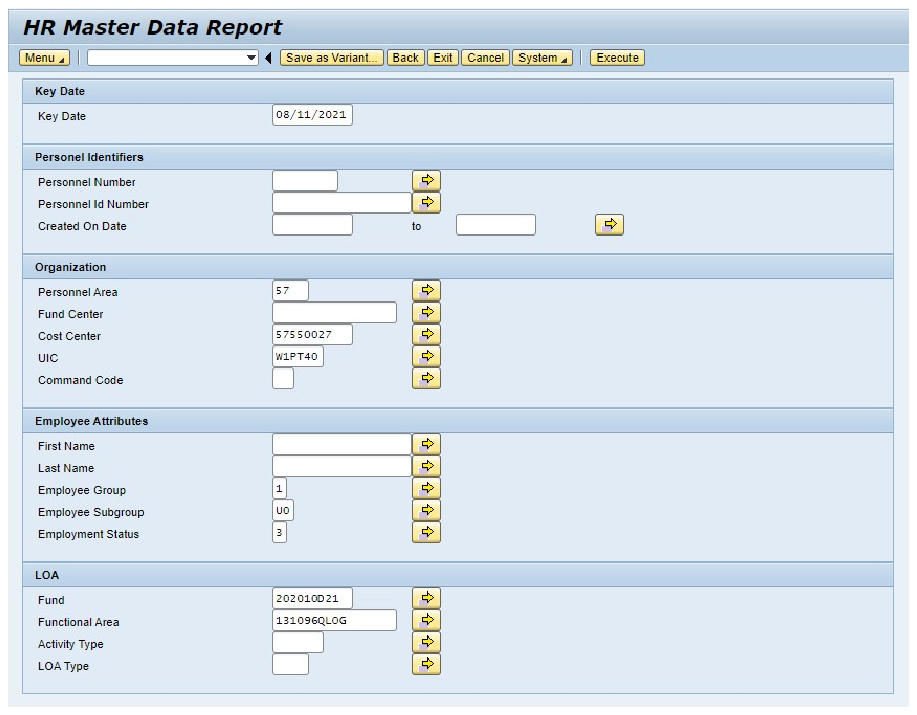 HR Master Data Report
Menu Save as Variant... Back Exit Cancel System Execute
Key Date
Key Date 08/11/2021
Personel Identifiers
Personnel Number
Personnel Id Number
Created On Date to
Organization
Personnel Area 57
Fund Center
Cost Center 57550027
UIC W1PT40
Command Code
Employee Attributes
First Name
Last Name
Employee Group 1
Employee Subgroup U0
Employment Status 3
LOA
Fund 202010D21
Functional Area 131096QLOG
Activity Type
LOA Type